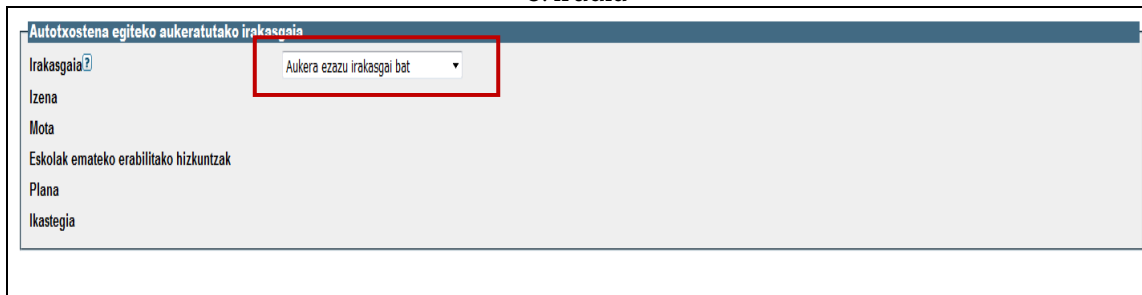 Autotxostena egiteko aukeratutako irakasgaia
Irakasgaia? Aukera ezazu irakasgai bat
Izena
Mota
Eskolak emateko erabilitako hizkuntzak
Plana
Ikastegia